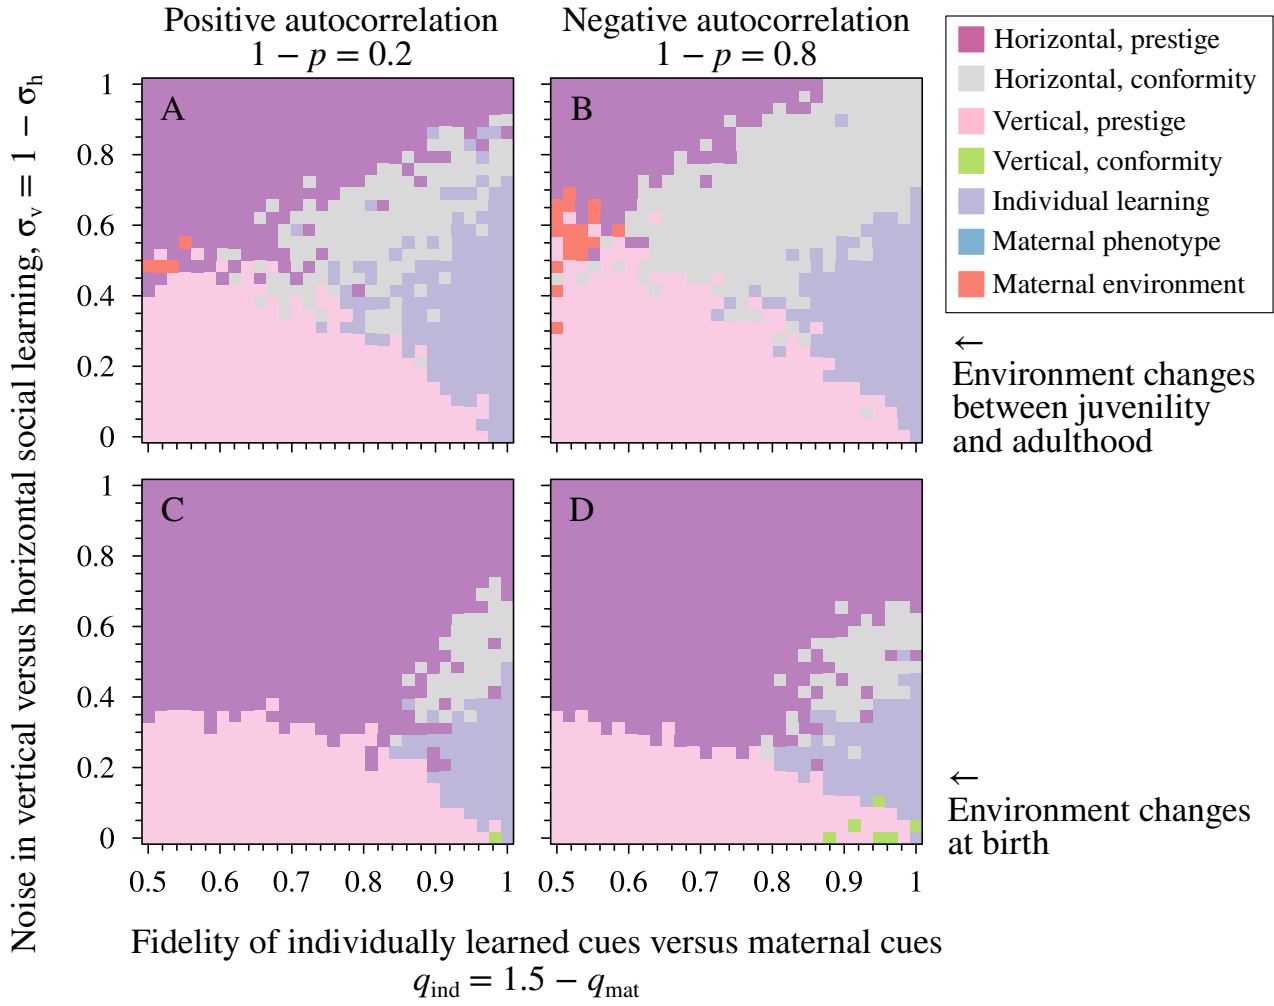 Positive autocorrelation
1 − p = 0.2
Negative autocorrelation
1 − p = 0.8
Noise in vertical versus horizontal social learning, σv = 1 − σh
A
1
0.8
0.6
0.4
0.2
0
B
Horizontal, prestige
Horizontal, conformity
Vertical, prestige
Vertical, conformity
Individual learning
Maternal phenotype
Maternal environment
←
Environment changes
between juvenility
and adulthood
C
1
0.8
0.6
0.4
0.2
0
D
←
Environment changes
at birth
0.5 0.6 0.7 0.8 0.9 1
0.5 0.6 0.7 0.8 0.9 1
Fidelity of individually learned cues versus maternal cues
qind = 1.5 − qmat